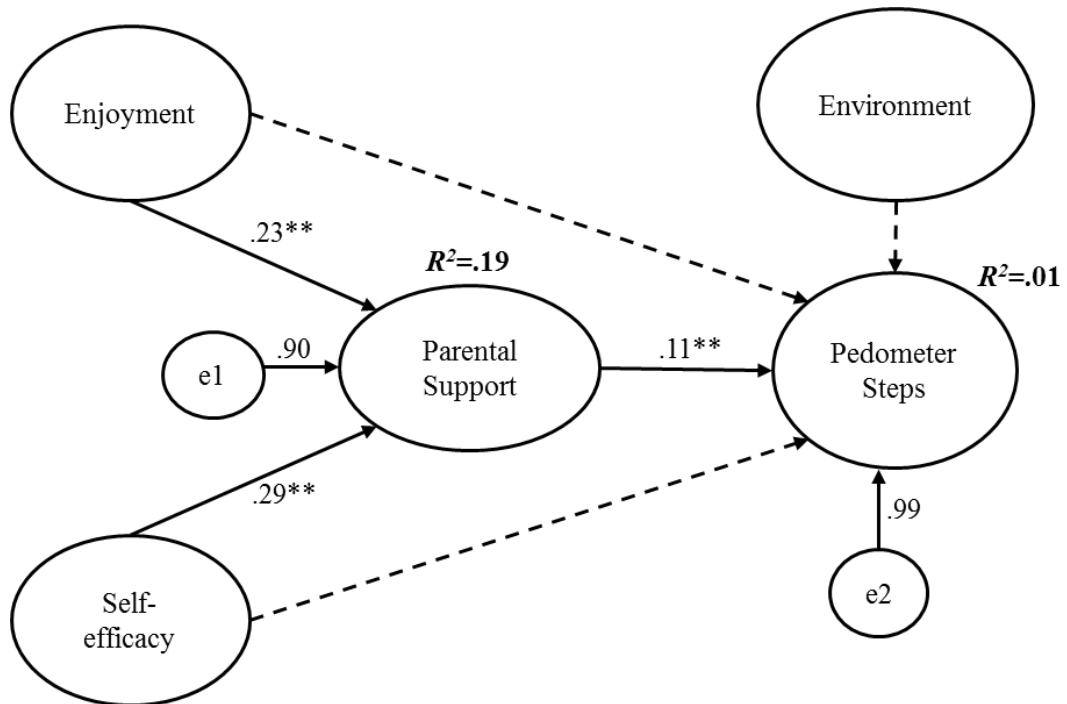 Enjoyment
Environment
.23**
R²=.19
R²=.01
e1
.90
Parental
Support
.11**
Pedometer
Steps
.29**
.99
Self-
efficacy
e2